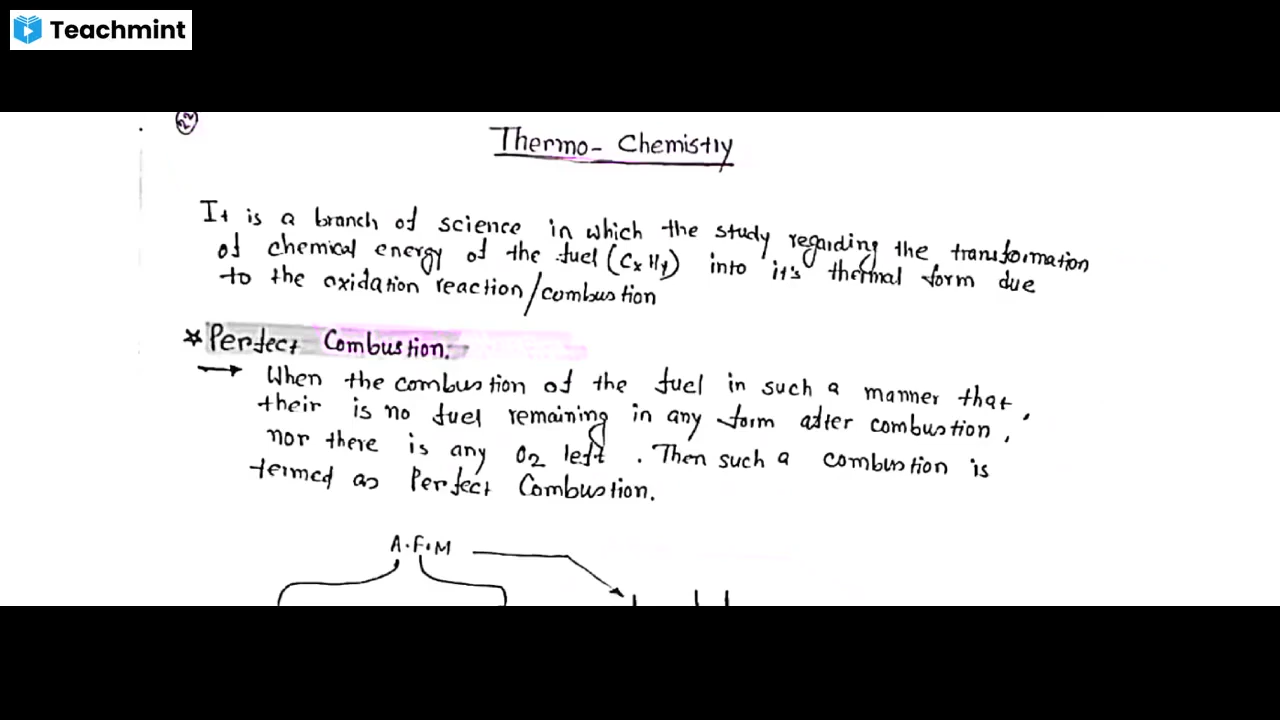 Teachmint
22
Thermo-Chemistry
It is a branch of science in which the study regarding the transformation
of chemical energy of the fuel (CxHy) into it's thermal form due
to the oxidation reaction/combustion
* Perfect Combustion.
→ When the combustion of the fuel in such a manner that,
their is no fuel remaining in any form after combustion,
nor there is any O2 left. Then such a combustion is
termed as Perfect Combustion.
A.F.M